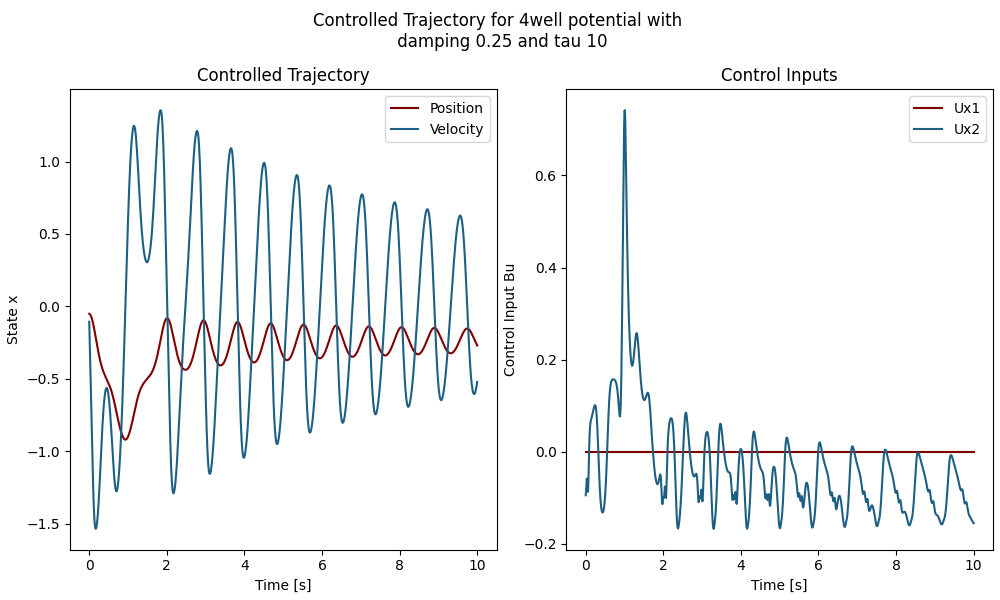 Controlled Trajectory for 4well potential with
damping 0.25 and tau 10
Controlled Trajectory
Position
Velocity
1.0
0.5
0.0
−0.5
−1.0
−1.5
State x
0
2
4
6
8
10
Time [s]
Control Inputs
Ux1
Ux2
0.6
0.4
0.2
0.0
−0.2
Control Input Bu
0
2
4
6
8
10
Time [s]